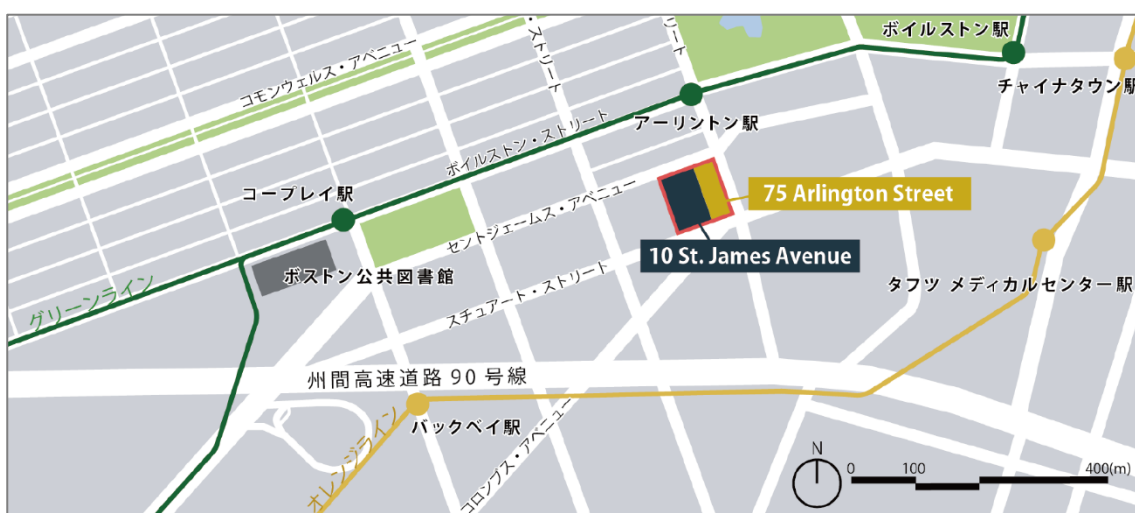 ボイルストン駅
コモンウェルス・アベニュー
・ストリート
リート
チャイナタウン駅
アーリントン駅
ボイルストン・ストリート
コープレイ駅
75 Arlington Street
セントジェームス・アベニュー
10 St. James Avenue
ボストン公共図書館
タフツ メディカルセンター駅
グリーンライン
スチュアート・ストリート
州間高速道路 90 号線
オレンジライン
バックベイ駅
コロンブス・アベニュー
N
0 100 400(m)